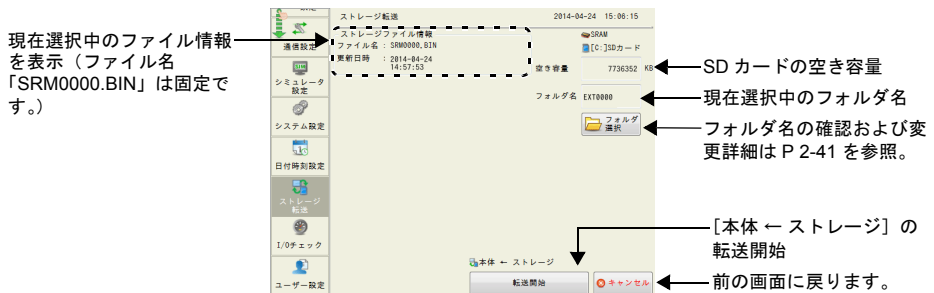 現在選択中のファイル情報
を表示（ファイル名
「SRM0000.BIN」は固定で
す。）
通信設定
シミュレータ
設定
システム設定
日付時刻設定
ストレージ
転送
I/Oチェック
ユーザー設定
ストレージ転送
2014-04-24 15:06:15
ストレージファイル情報
ファイル名 : SRM0000.BIN
更新日時 : 2014-04-24
14:57:53
SRAM
[C:]SDカード
空き容量 7736352 KB
フォルダ名 EXT0000
フォルダ
選択
本体 ← ストレージ
転送開始
キャンセル
SD カードの空き容量
現在選択中のフォルダ名
フォルダ名の確認および変
更詳細は P 2-41 を参照。
［本体 ← ストレージ］の
転送開始
前の画面に戻ります。